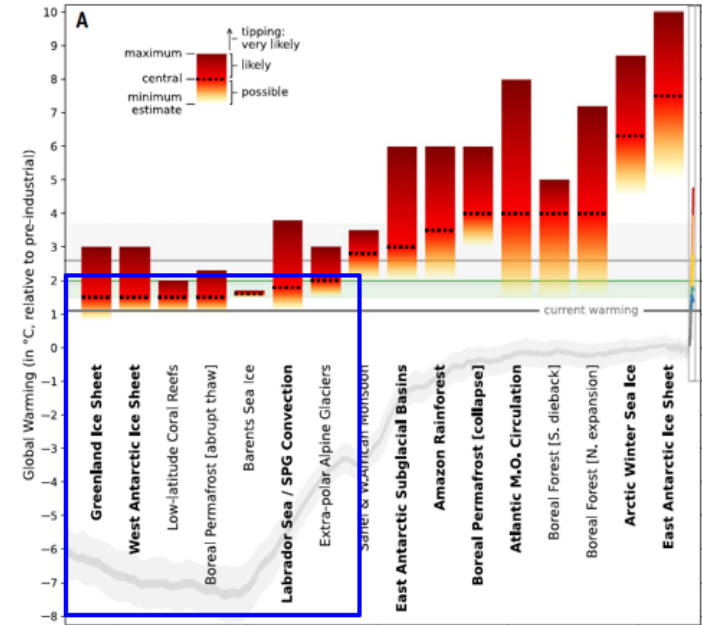 A
tipping:
very likely
maximum
likely
central
possible
minimum
estimate
Global Warming (in °C, relative to pre-industrial)
10
9
8
7
6
5
4
3
2
1
0
−1
−2
−3
−4
−5
−6
−7
−8
current warming
Greenland Ice Sheet
West Antarctic Ice Sheet
Low-latitude Coral Reefs
Boreal Permafrost [abrupt thaw]
Barents Sea Ice
Labrador Sea / SPG Convection
Extra-polar Alpine Glaciers
Sahel & W.African Monsoon
East Antarctic Subglacial Basins
Amazon Rainforest
Boreal Permafrost [collapse]
Atlantic M.O. Circulation
Boreal Forest [S. dieback]
Boreal Forest [N. expansion]
Arctic Winter Sea Ice
East Antarctic Ice Sheet